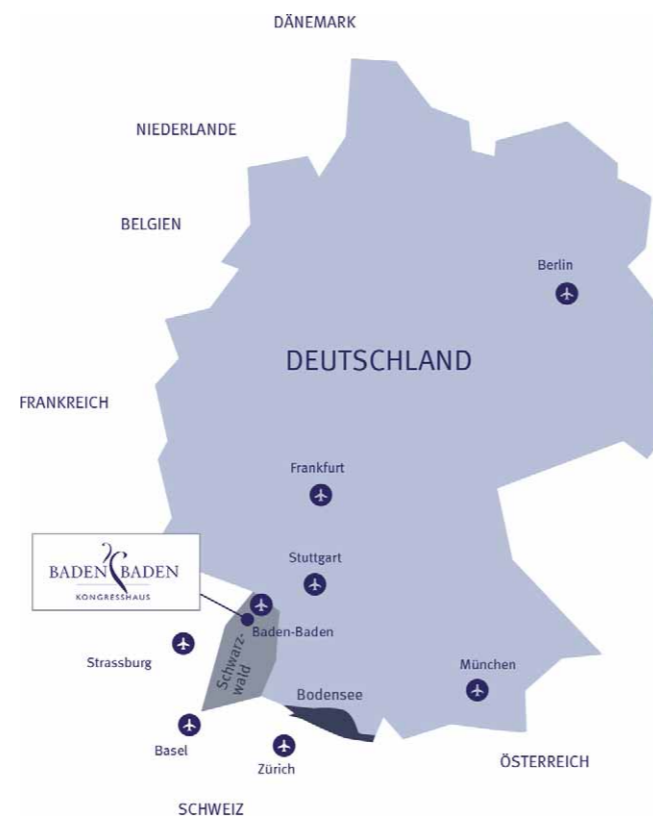 DÄNEMARK
NIEDERLANDE
BELGIEN
Berlin
DEUTSCHLAND
FRANKREICH
Frankfurt
BADEN BADEN
KONGRESSHAUS
Stuttgart
Baden-Baden
Strassburg
Schwarz-
wald
München
Bodensee
Basel
Zürich
ÖSTERREICH
SCHWEIZ